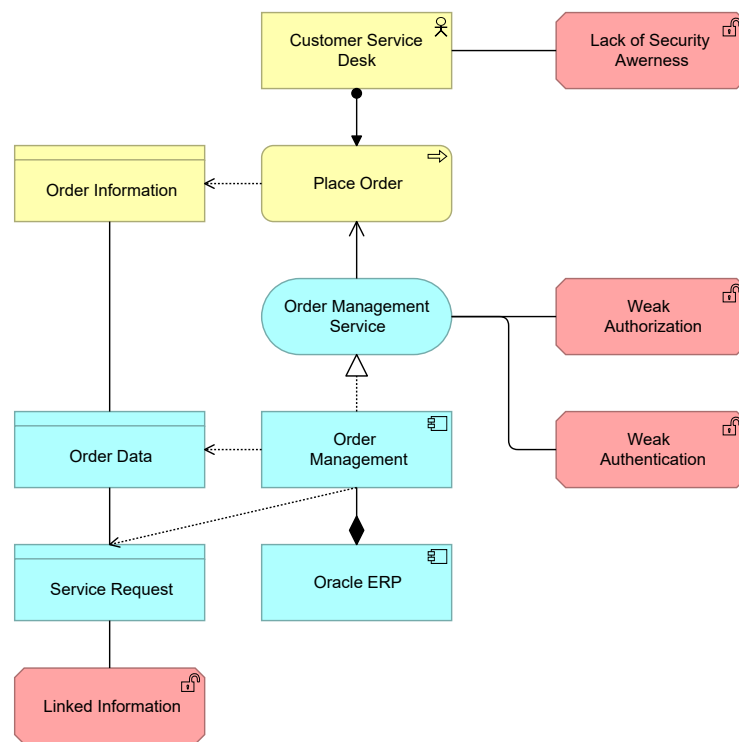 Customer Service
Desk
Lack of Security
Awerness
Order Information
Place Order
Order Management
Service
Weak
Authorization
Order Data
Order
Management
Weak
Authentication
Service Request
Oracle ERP
Linked Information